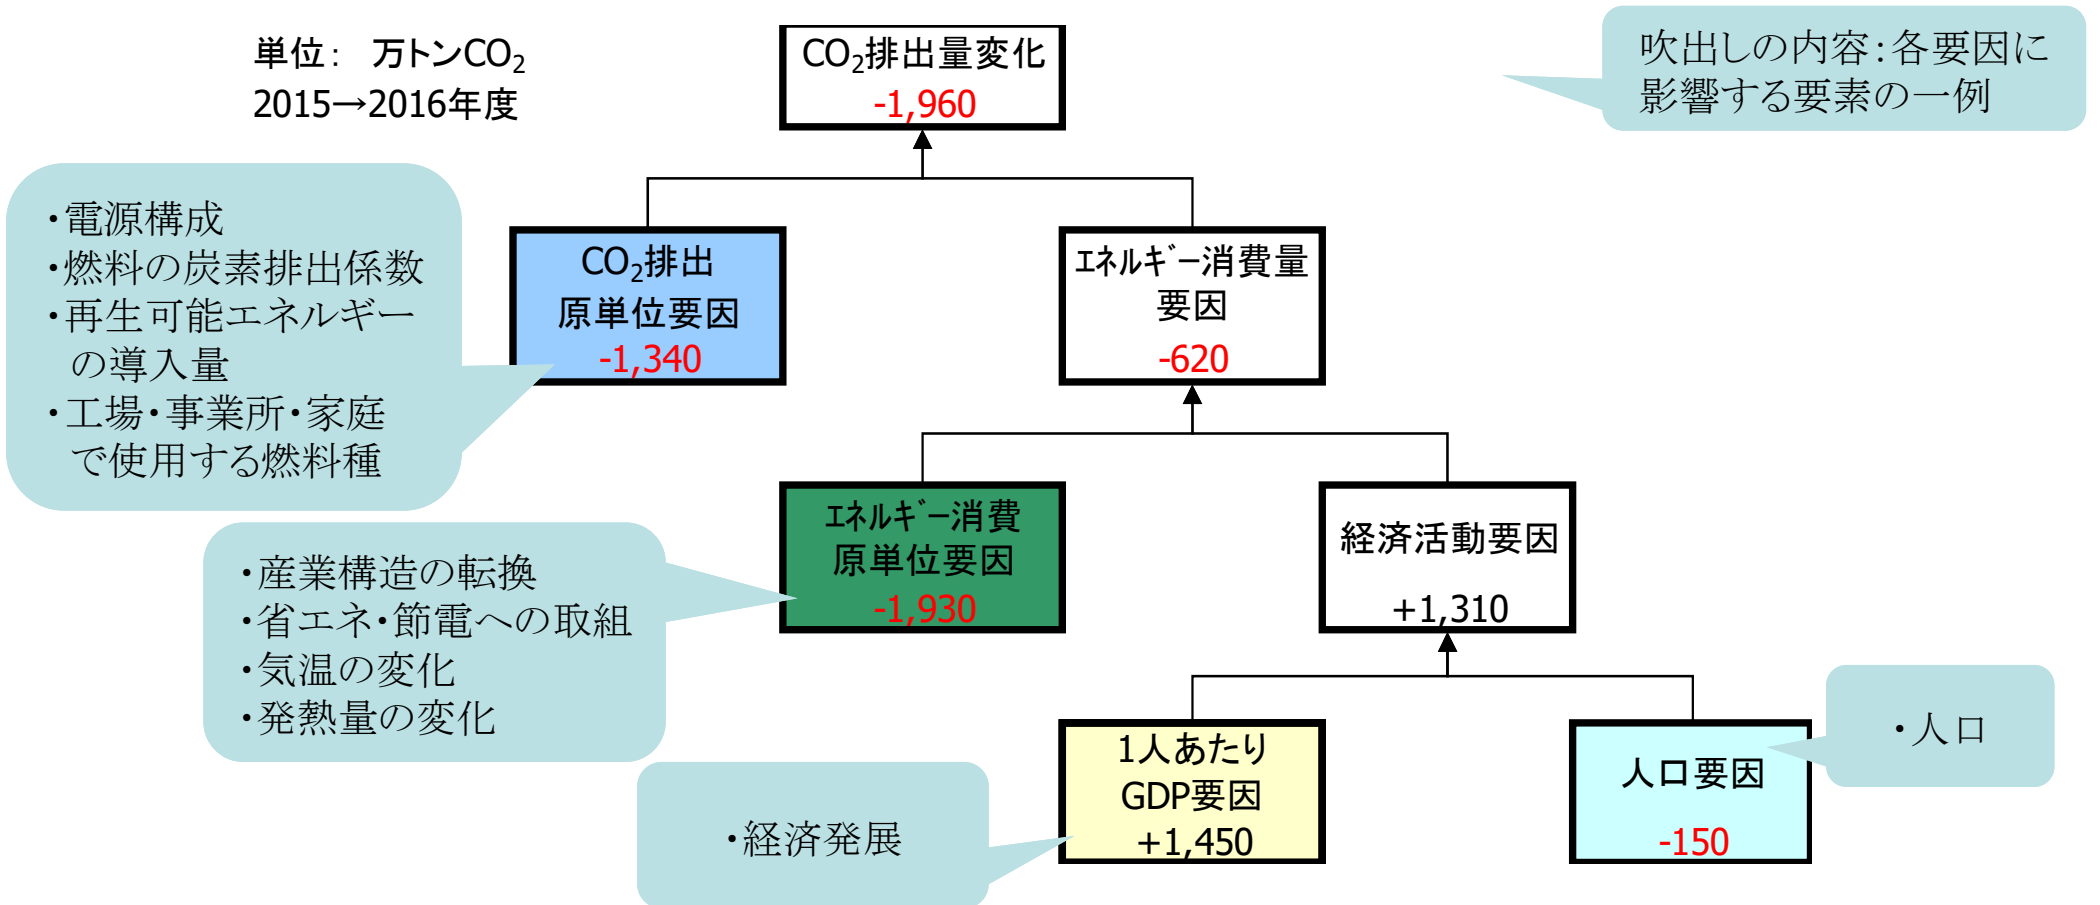 単位： 万トンCO₂
2015→2016年度
CO₂排出量変化
-1,960
吹出しの内容：各要因に
影響する要素の一例
・電源構成
・燃料の炭素排出係数
・再生可能エネルギー
の導入量
・工場・事業所・家庭
で使用する燃料種
CO₂排出
原単位要因
-1,340
ｴﾈﾙｷﾞｰ消費量
要因
-620
・産業構造の転換
・省エネ・節電への取組
・気温の変化
・発熱量の変化
ｴﾈﾙｷﾞｰ消費
原単位要因
-1,930
経済活動要因
+1,310
・経済発展
1人あたり
GDP要因
+1,450
人口要因
-150
・人口